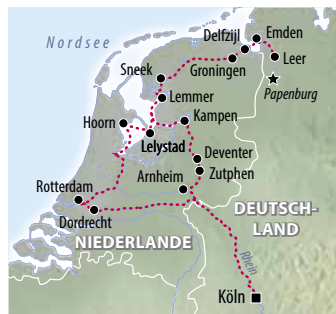 Nordsee
Delfzijl
Emden
Leer
Sneek
Groningen
Papenburg
Lemmer
Hoorn
Kampen
Lelystad
Deventer
Arnheim
Zutphen
Rotterdam
Dordrecht
DEUTSCH-
LAND
NIEDERLANDE
Rhein
Köln